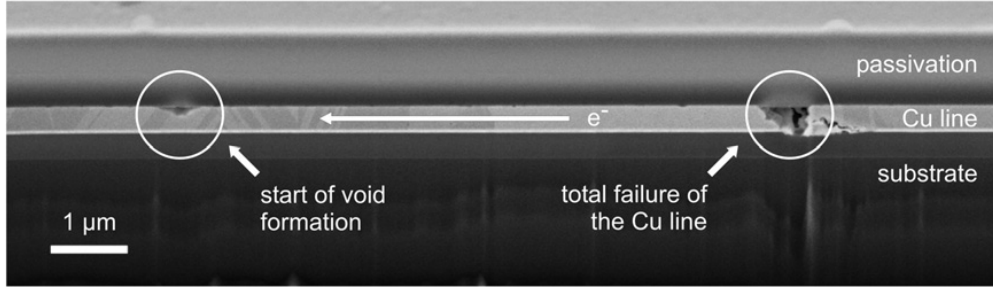 passivation
e⁻
Cu line
substrate
start of void
formation
total failure of
the Cu line
1 µm